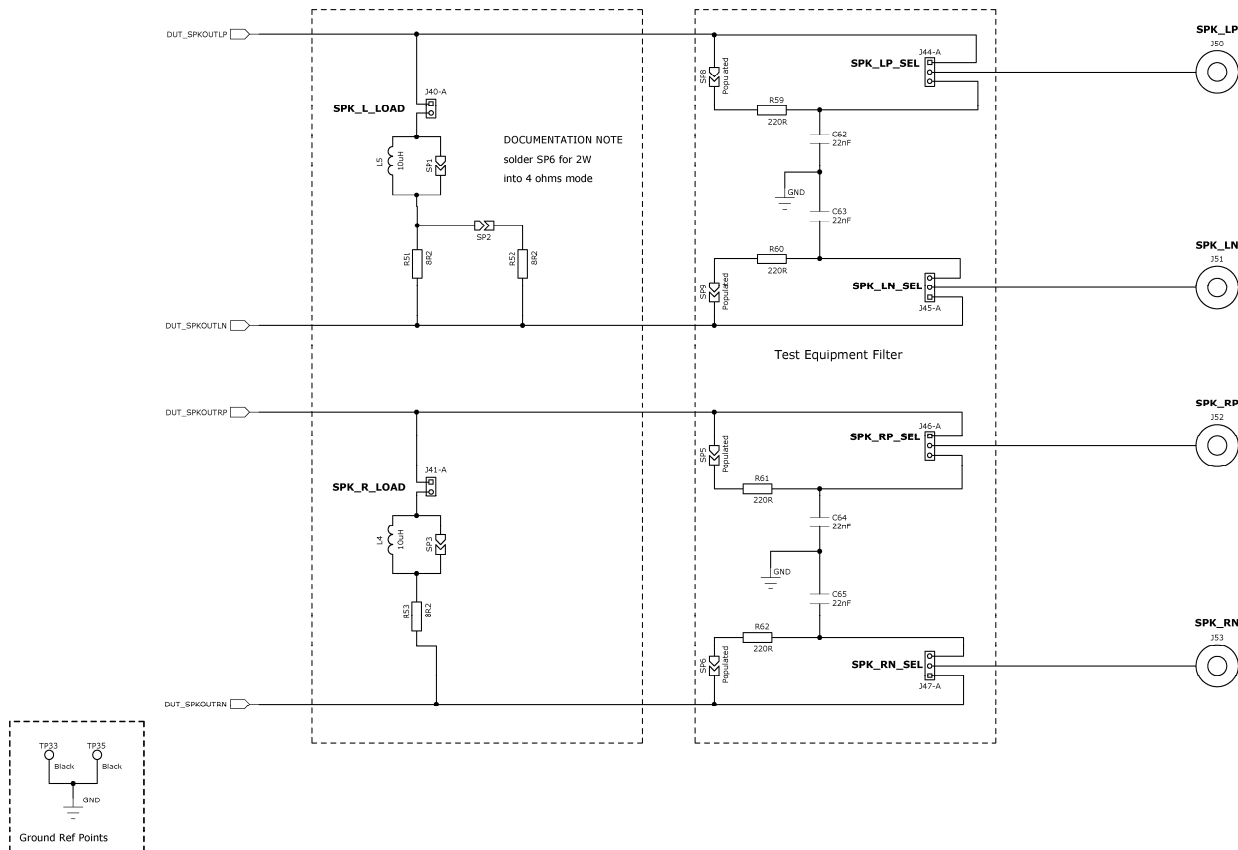 SPK_LP
J50
DUT_SPKOUTLP
J44-A
SPK_LP_SEL
SP8
Populated
J40-A
SPK_L_LOAD
R59
220R
C62
22nF
DOCUMENTATION NOTE
solder SP6 for 2W
into 4 ohms mode
L5
10uH
SP1
GND
C63
22nF
SP2
R51
8R2
R52
8R2
R60
220R
SPK_LN
J51
SP9
Populated
SPK_LN_SEL
J45-A
DUT_SPKOUTLN
Test Equipment Filter
SPK_RP
J52
DUT_SPKOUTRP
J46-A
SPK_RP_SEL
SP5
Populated
J41-A
SPK_R_LOAD
R61
220R
C64
22nF
L4
10uH
SP3
GND
C65
22nF
R53
8R2
R62
220R
SPK_RN
J53
SP6
Populated
SPK_RN_SEL
J47-A
DUT_SPKOUTRN
TP33
TP35
Black
Black
GND
Ground Ref Points